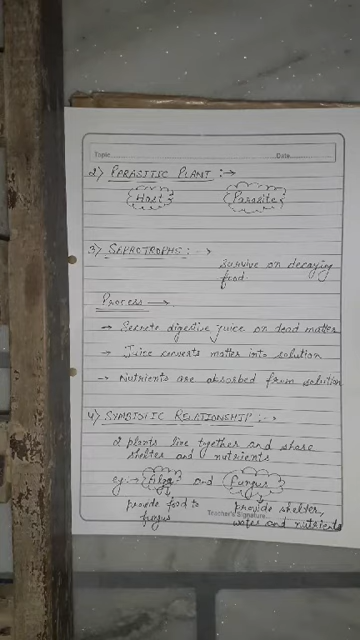 Topic Date
2) PARASITIC PLANT :→
Host Parasite
3) SAPROTROPHS :-→
Survive on decaying
food.
Process →
→ Secrete digestive juice on dead matter
→ Juice converts matter into solution
→ Nutrients are absorbed from solution
4) SYMBIOTIC RELATIONSHIP :-→
2 plants live together and share
shelter and nutrients
eg:→ Alga and Fungus
provide food to provide shelter,
fungus Teacher's Signature water and nutrients